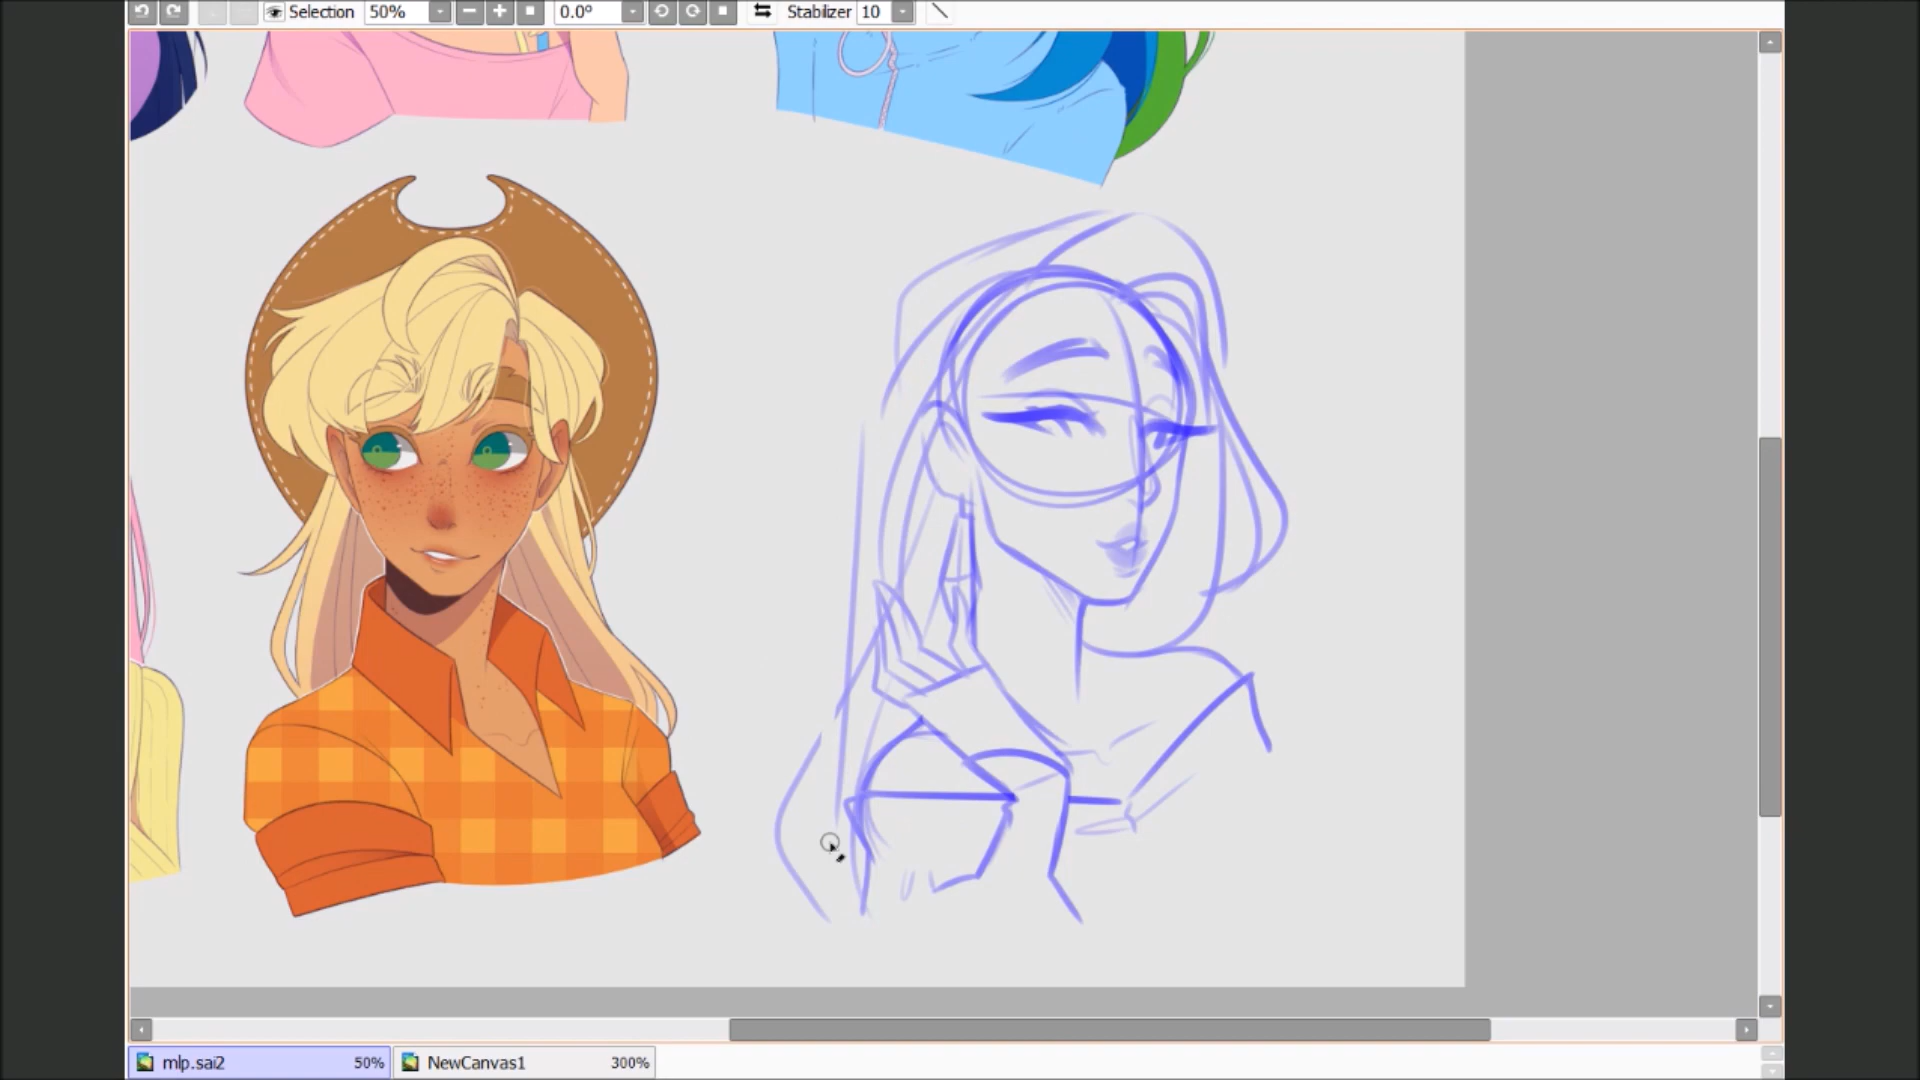 Selection 50% 0.0° Stabilizer 10
mlp.sai2 50% NewCanvas1 300%